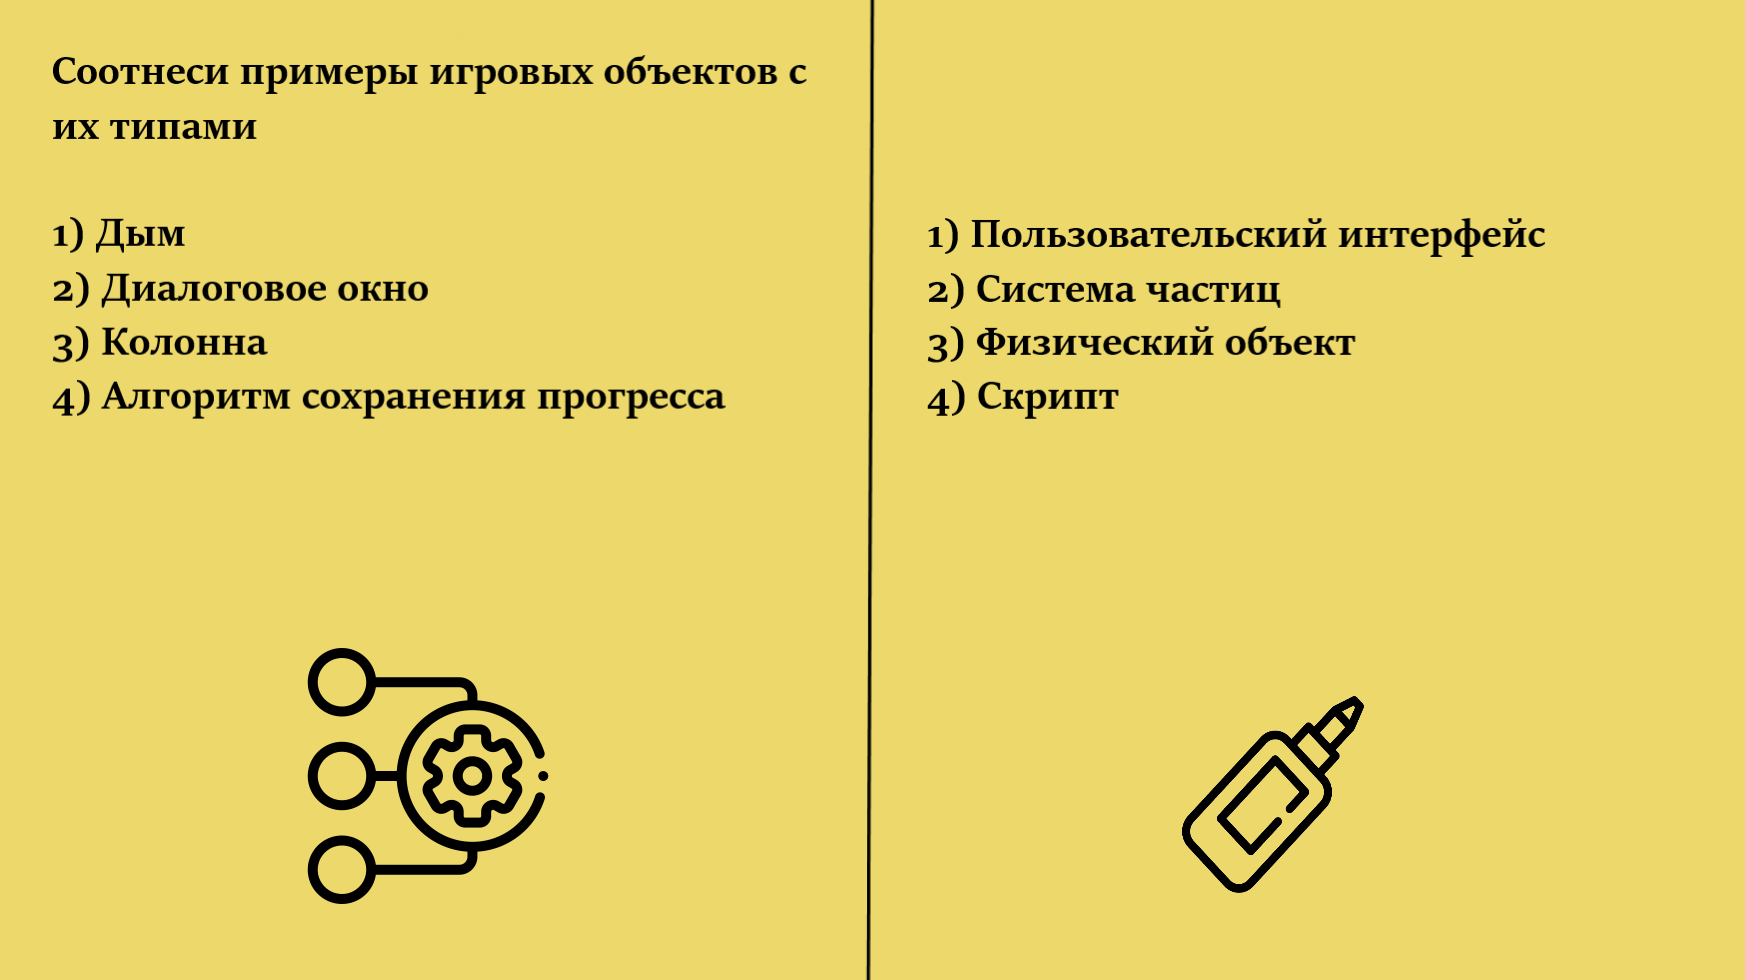 Соотнеси примеры игровых объектов с
их типами
1) Дым
2) Диалоговое окно
3) Колонна
4) Алгоритм сохранения прогресса
1) Пользовательский интерфейс
2) Система частиц
3) Физический объект
4) Скрипт